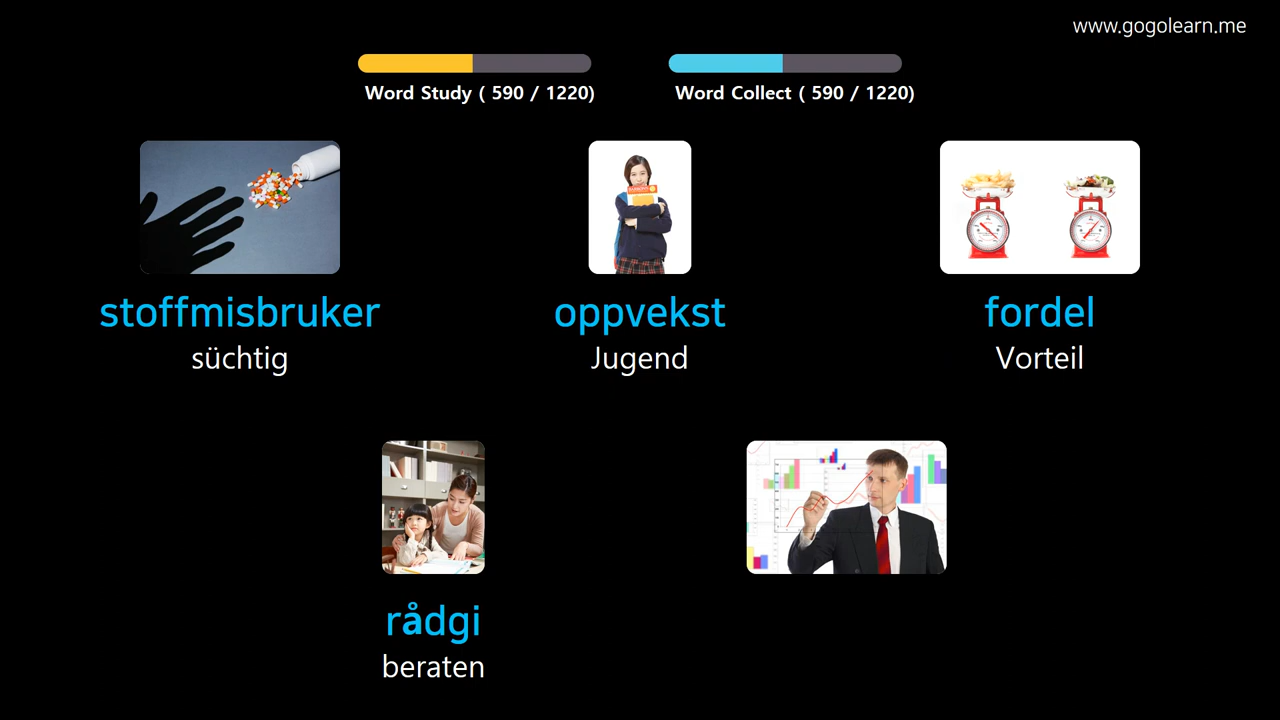 www.gogolearn.me
Word Study ( 590 / 1220)
Word Collect ( 590 / 1220)
stoffmisbruker
süchtig
oppvekst
Jugend
fordel
Vorteil
rådgi
beraten